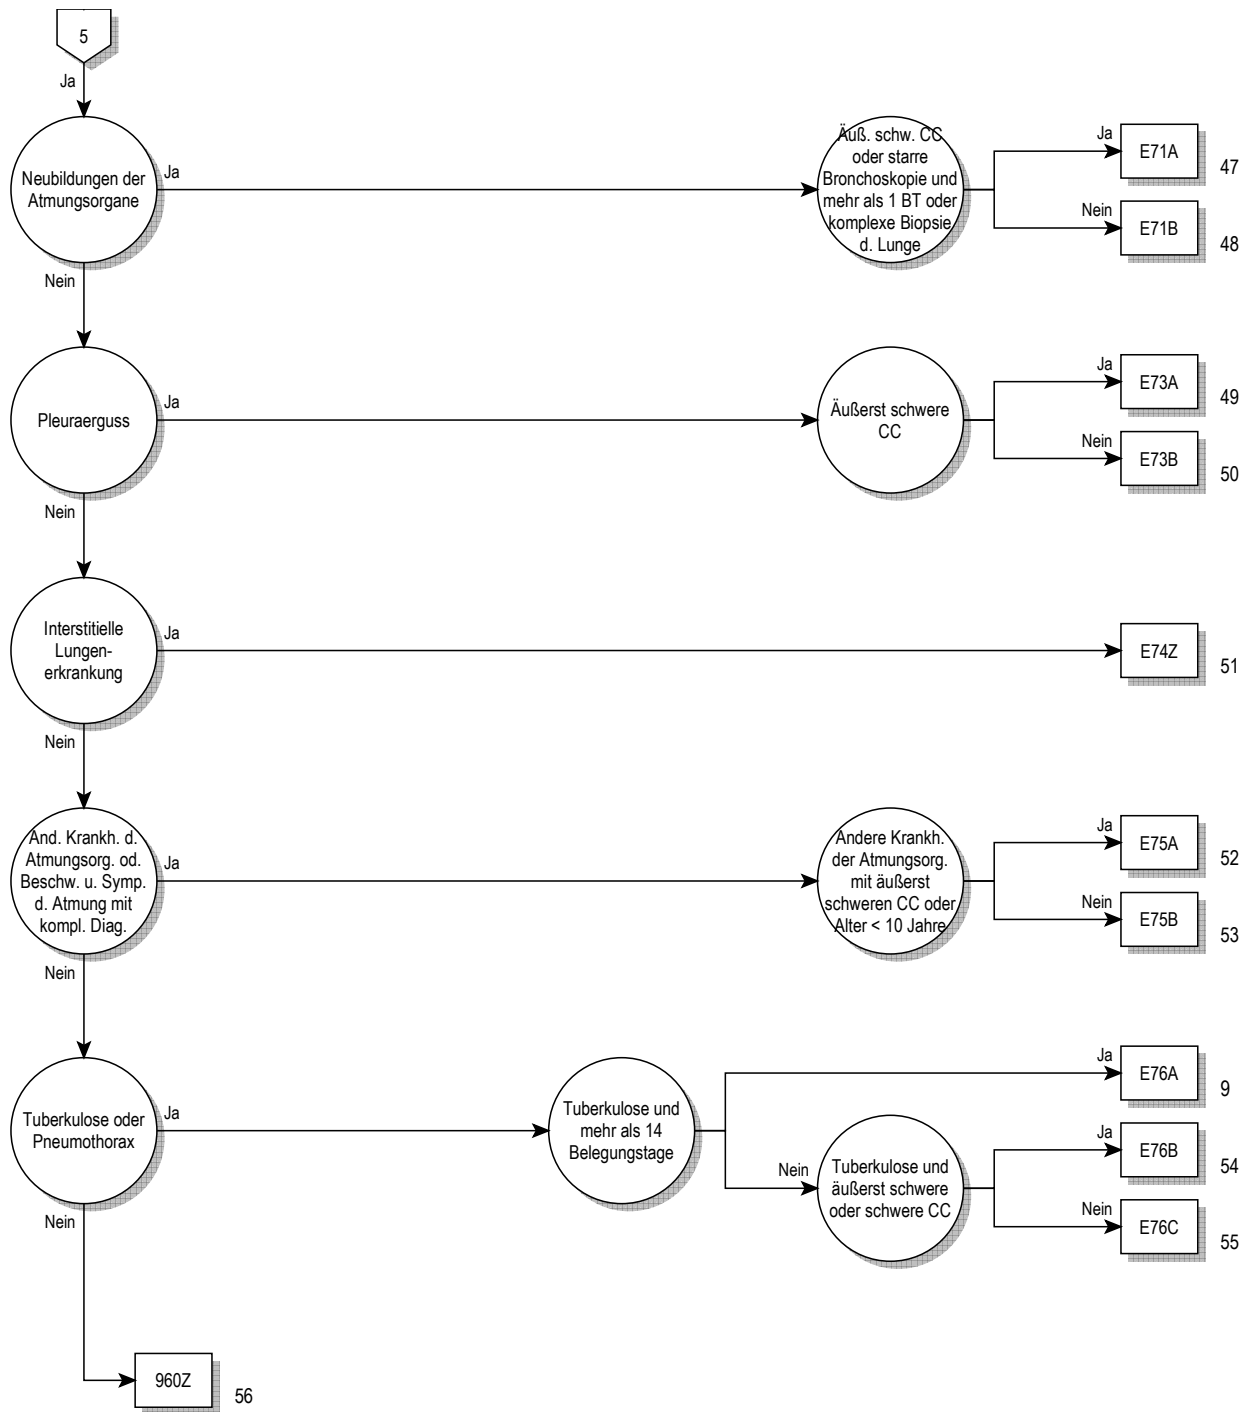 5
Ja
Neubildungen der
Atmungsorgane
Ja
Äuß. schw. CC
oder starre
Bronchoskopie und
mehr als 1 BT oder
komplexe Biopsie
d. Lunge
Ja
E71A
47
Nein
E71B
48
Nein
Pleuraerguss
Ja
Äußerst schwere
CC
Ja
E73A
49
Nein
E73B
50
Nein
Interstitielle
Lungen-
erkrankung
Ja
E74Z
51
Nein
And. Krankh. d.
Atmungsorg. od.
Beschw. u. Symp.
d. Atmung mit
kompl. Diag.
Ja
Andere Krankh.
der Atmungsorg.
mit äußerst
schweren CC oder
Alter < 10 Jahre
Ja
E75A
52
Nein
E75B
53
Nein
Tuberkulose oder
Pneumothorax
Ja
Tuberkulose und
mehr als 14
Belegungstage
Ja
E76A
9
Nein
Tuberkulose und
äußerst schwere
oder schwere CC
Ja
E76B
54
Nein
E76C
55
Nein
960Z
56